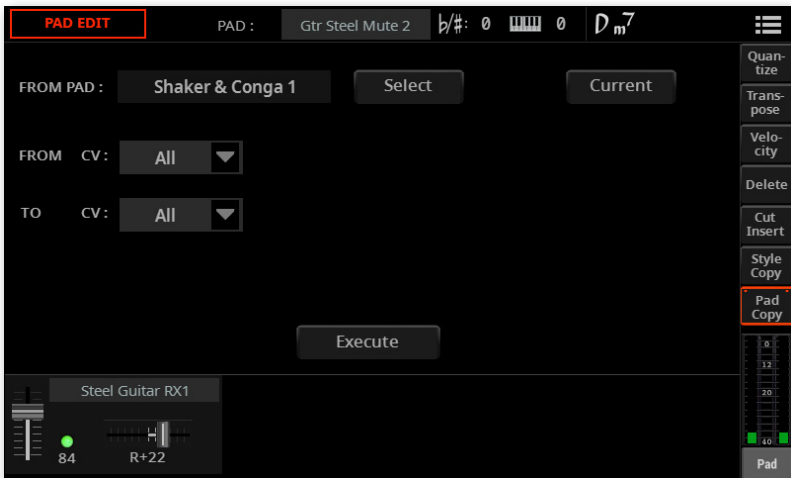 PAD EDIT
PAD :
Gtr Steel Mute 2
b/#: 0
0
Dm7
FROM PAD :
Shaker & Conga 1
Select
Current
FROM CV :
All
TO CV :
All
Execute
Quan-
tize
Trans-
pose
Velo-
city
Delete
Cut
Insert
Style
Copy
Pad
Copy
0
12
20
40
Pad
Steel Guitar RX1
84
R+22